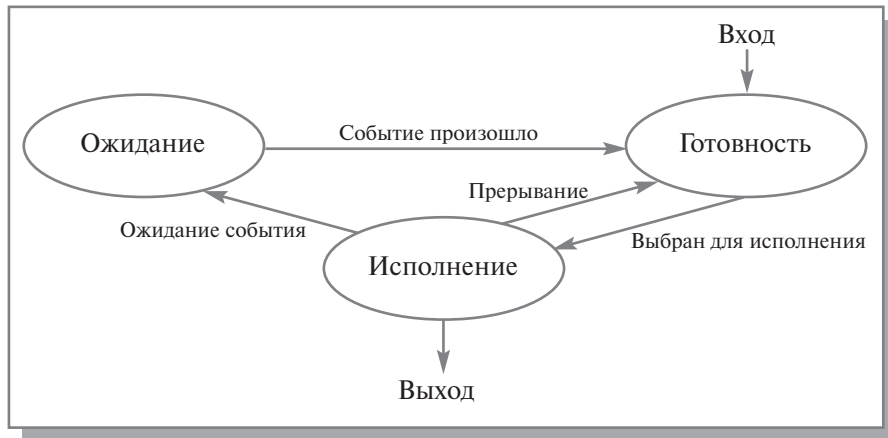 Вход
Ожидание
Событие произошло
Готовность
Прерывание
Ожидание события
Выбран для исполнения
Исполнение
Выход